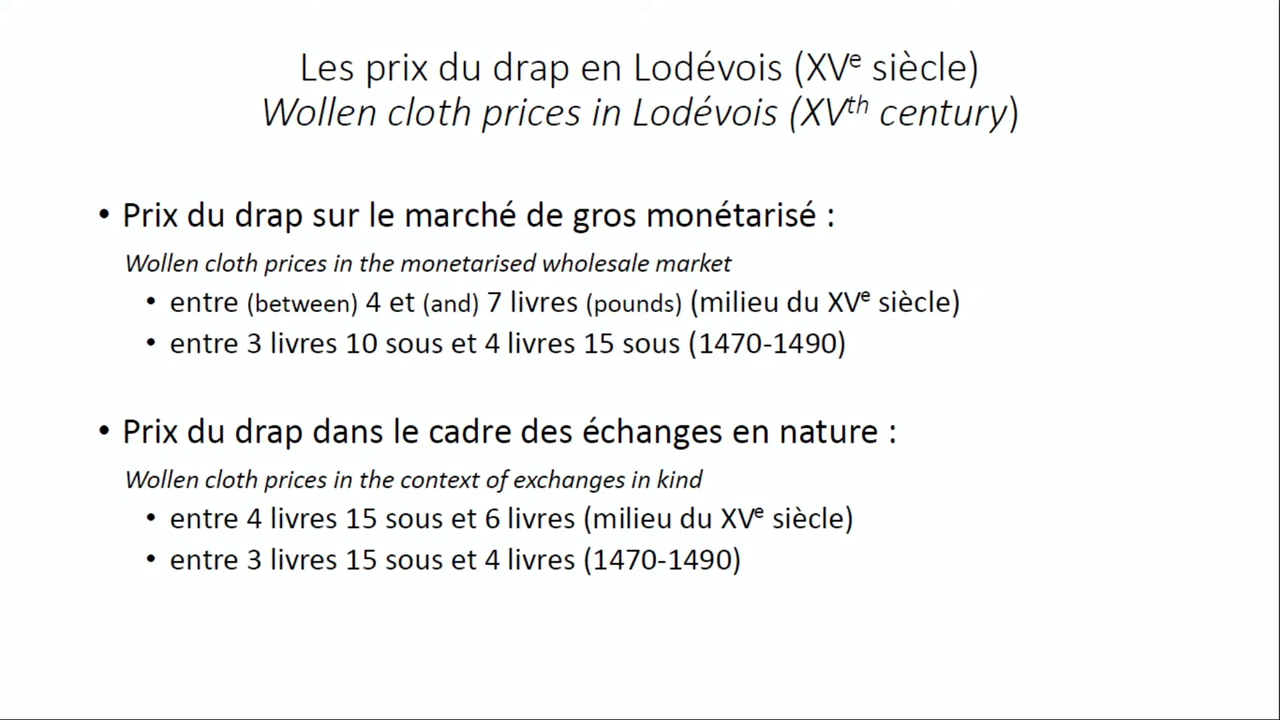 Les prix du drap en Lodévois (XVe siècle)
Wollen cloth prices in Lodévois (XVth century)
• Prix du drap sur le marché de gros monétarisé :
Wollen cloth prices in the monetarised wholesale market
• entre (between) 4 et (and) 7 livres (pounds) (milieu du XVe siècle)
• entre 3 livres 10 sous et 4 livres 15 sous (1470-1490)
• Prix du drap dans le cadre des échanges en nature :
Wollen cloth prices in the context of exchanges in kind
• entre 4 livres 15 sous et 6 livres (milieu du XVe siècle)
• entre 3 livres 15 sous et 4 livres (1470-1490)